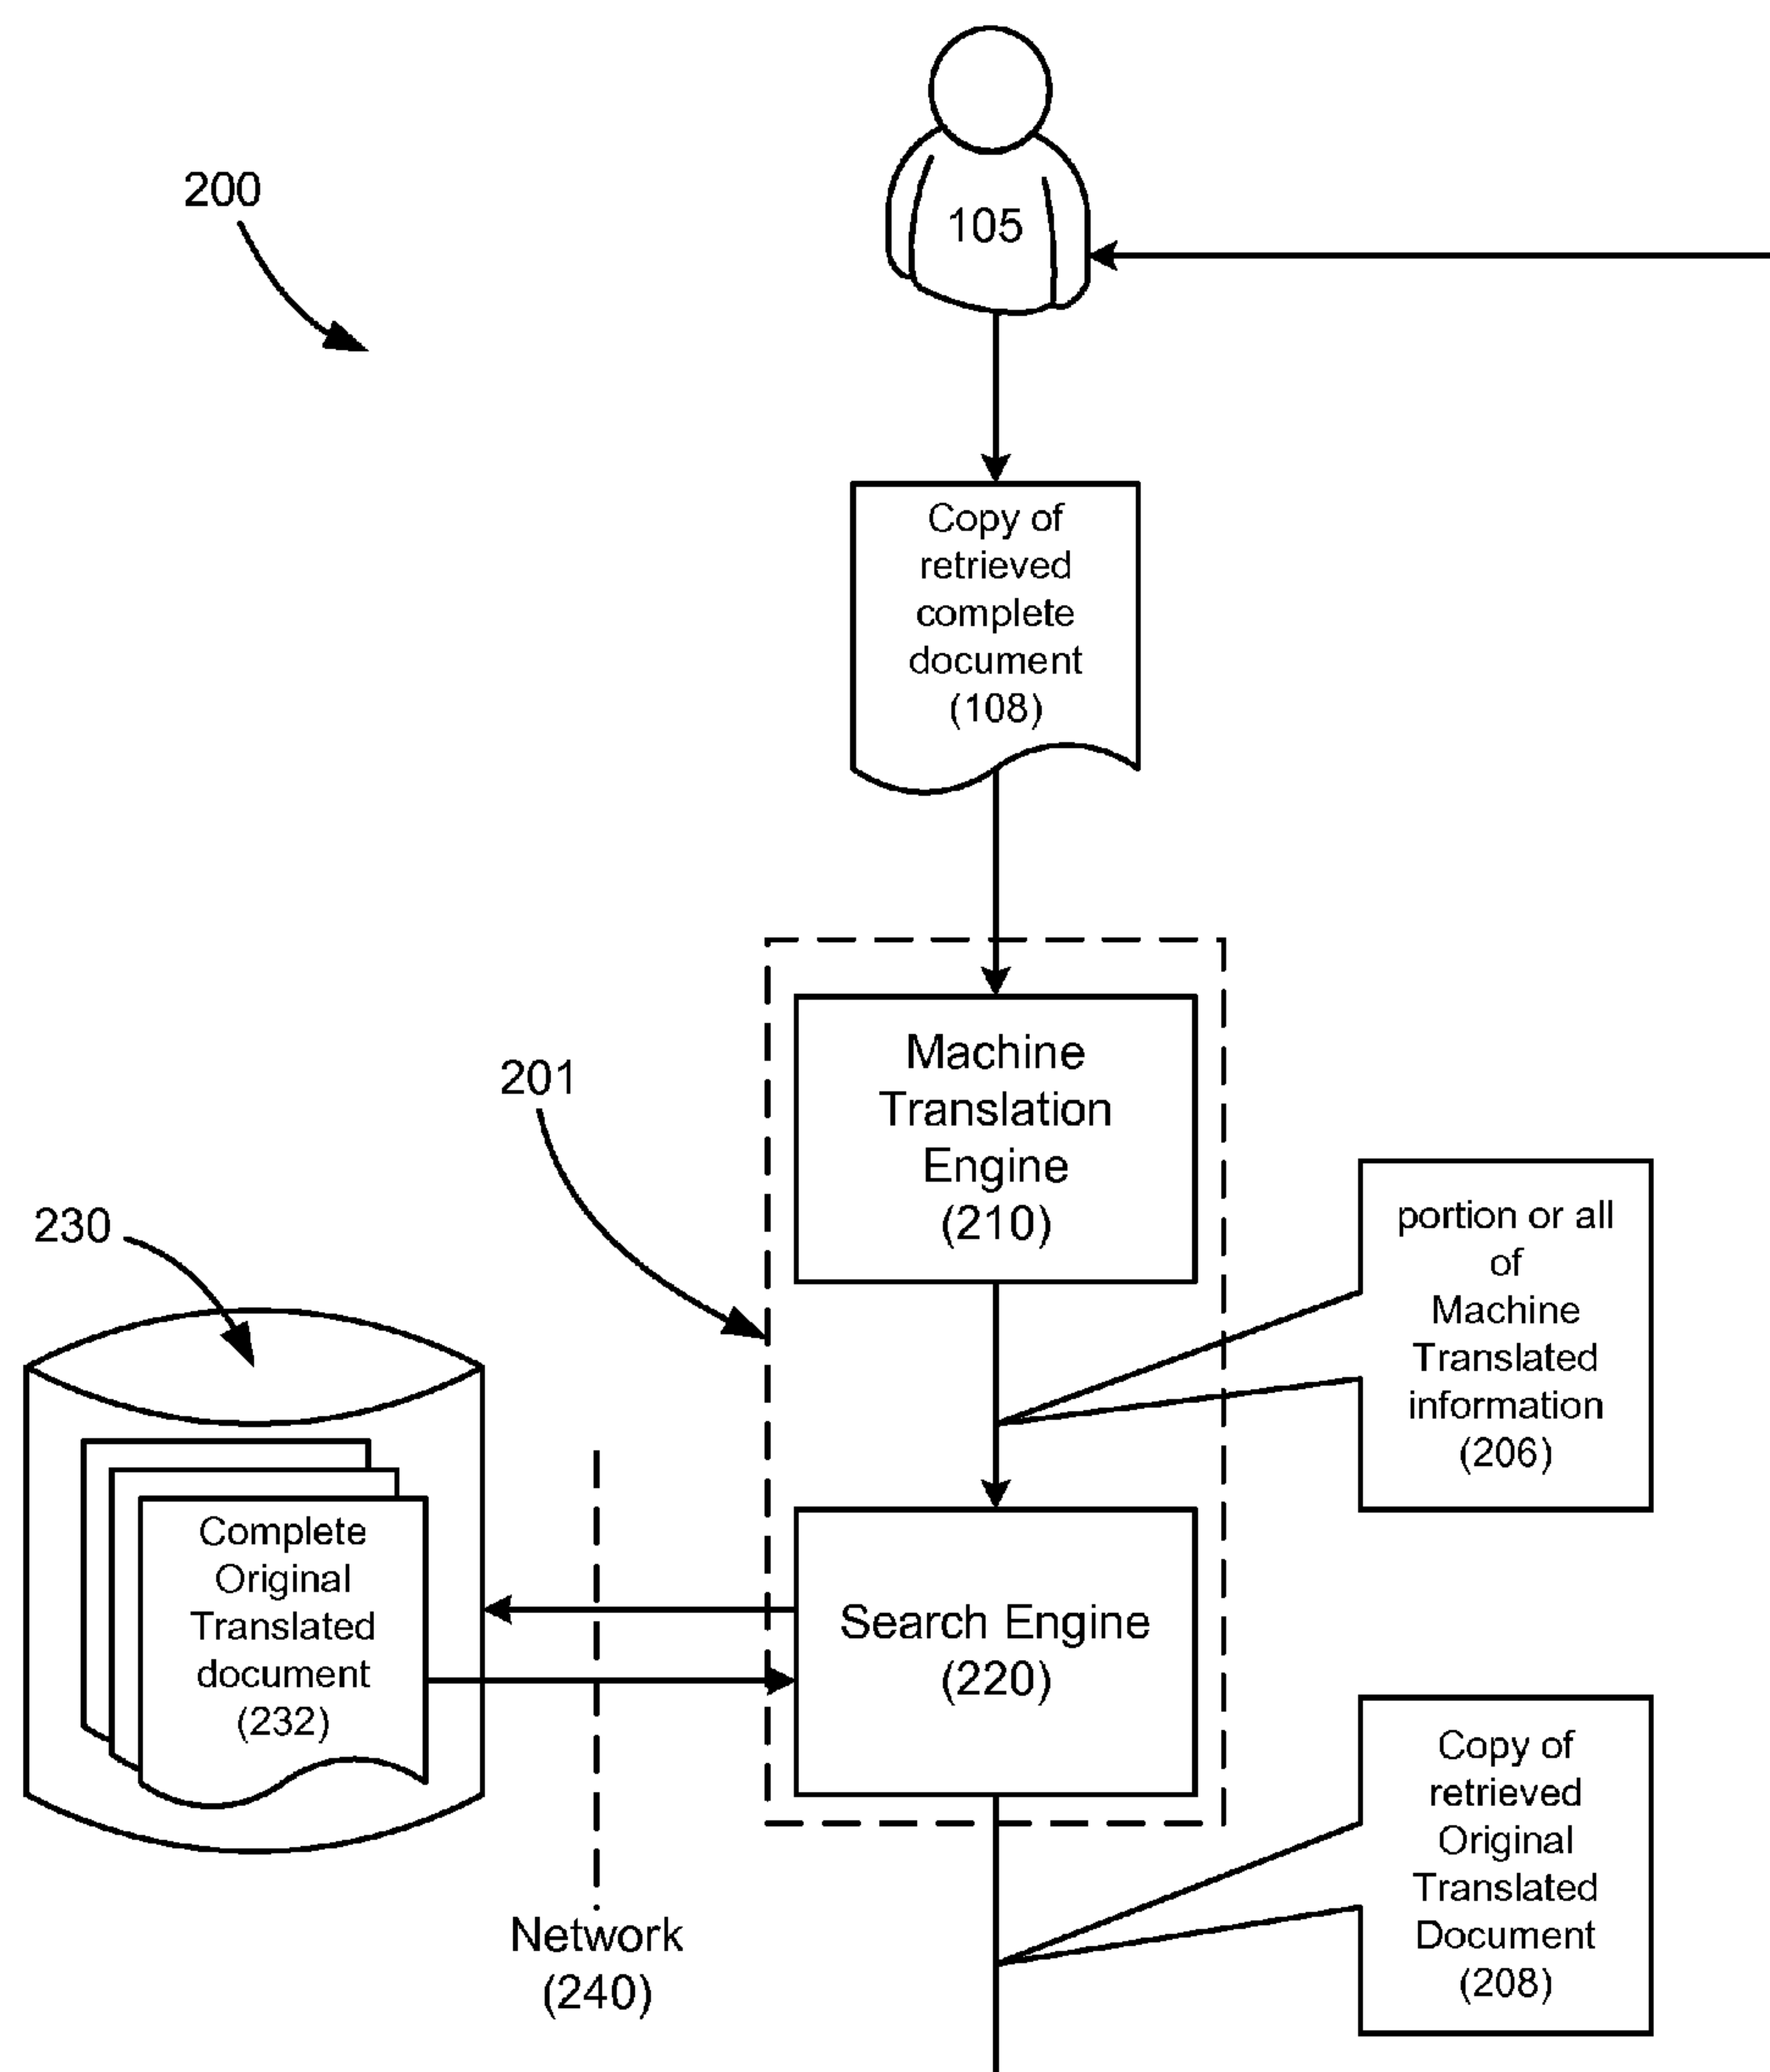 200
105
Copy of
retrieved
complete
document
(108)
201
Machine
Translation
Engine
(210)
230
portion or all
of
Machine
Translated
information
(206)
Complete
Original
Translated
document
(232)
Search Engine
(220)
Network
(240)
Copy of
retrieved
Original
Translated
Document
(208)